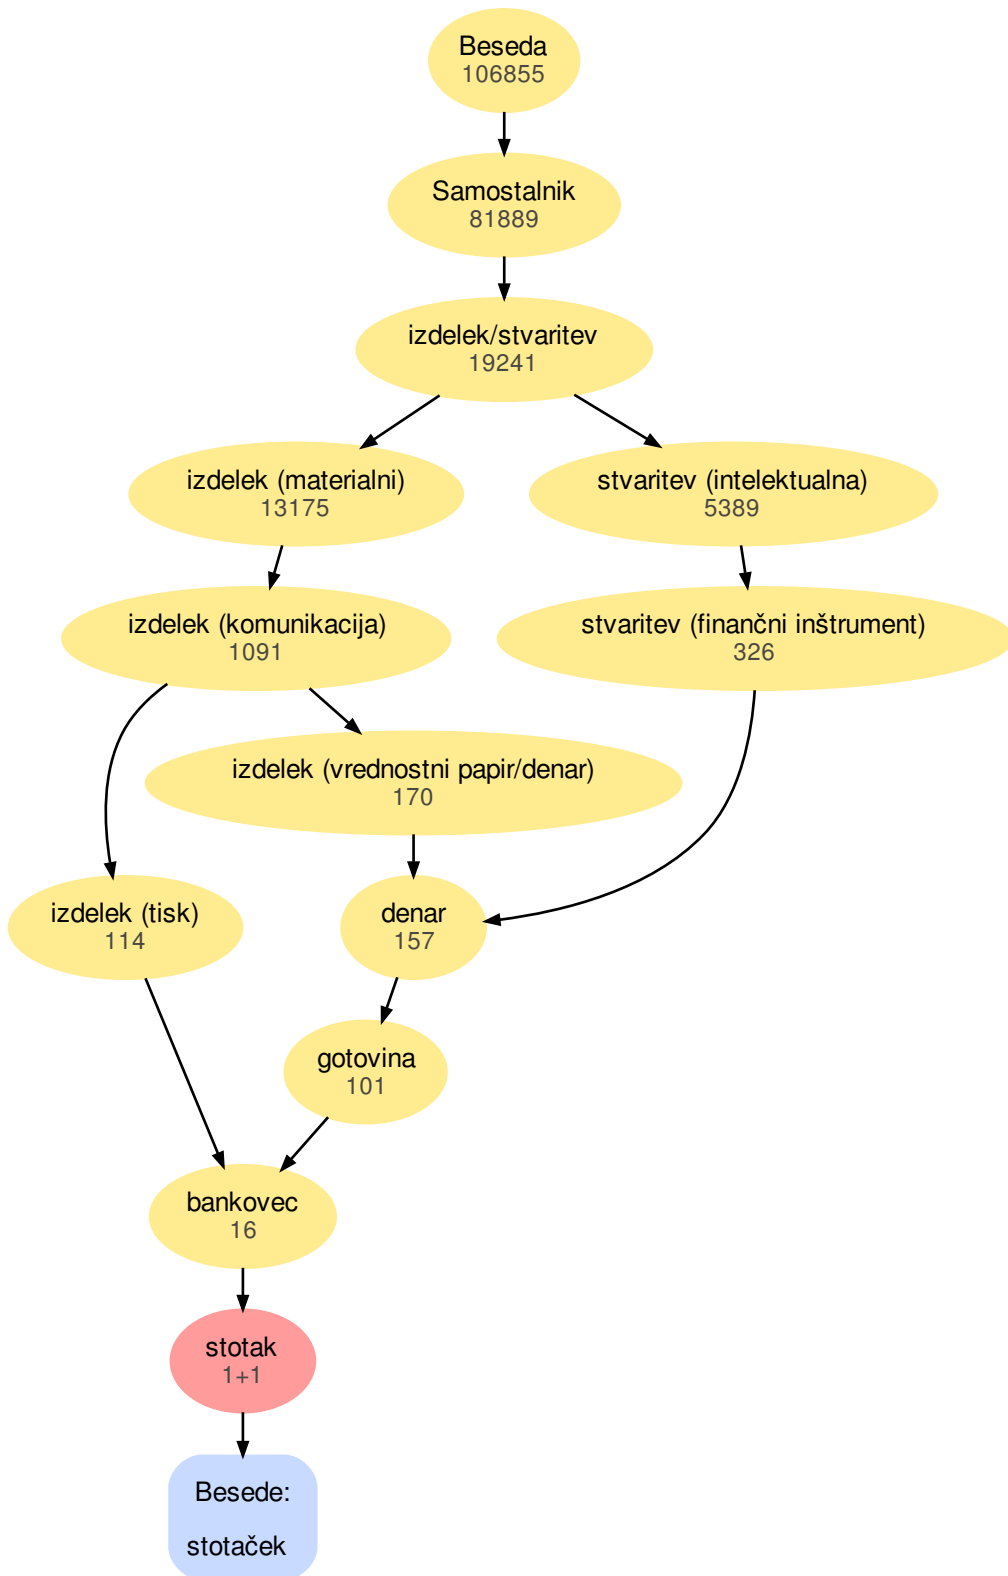 Beseda
106855
Samostalnik
81889
izdelek/stvaritev
19241
izdelek (materialni)
13175
stvaritev (intelektualna)
5389
izdelek (komunikacija)
1091
stvaritev (finančni inštrument)
326
izdelek (vrednostni papir/denar)
170
izdelek (tisk)
114
denar
157
gotovina
101
bankovec
16
stotak
1+1
Besede:
stotaček